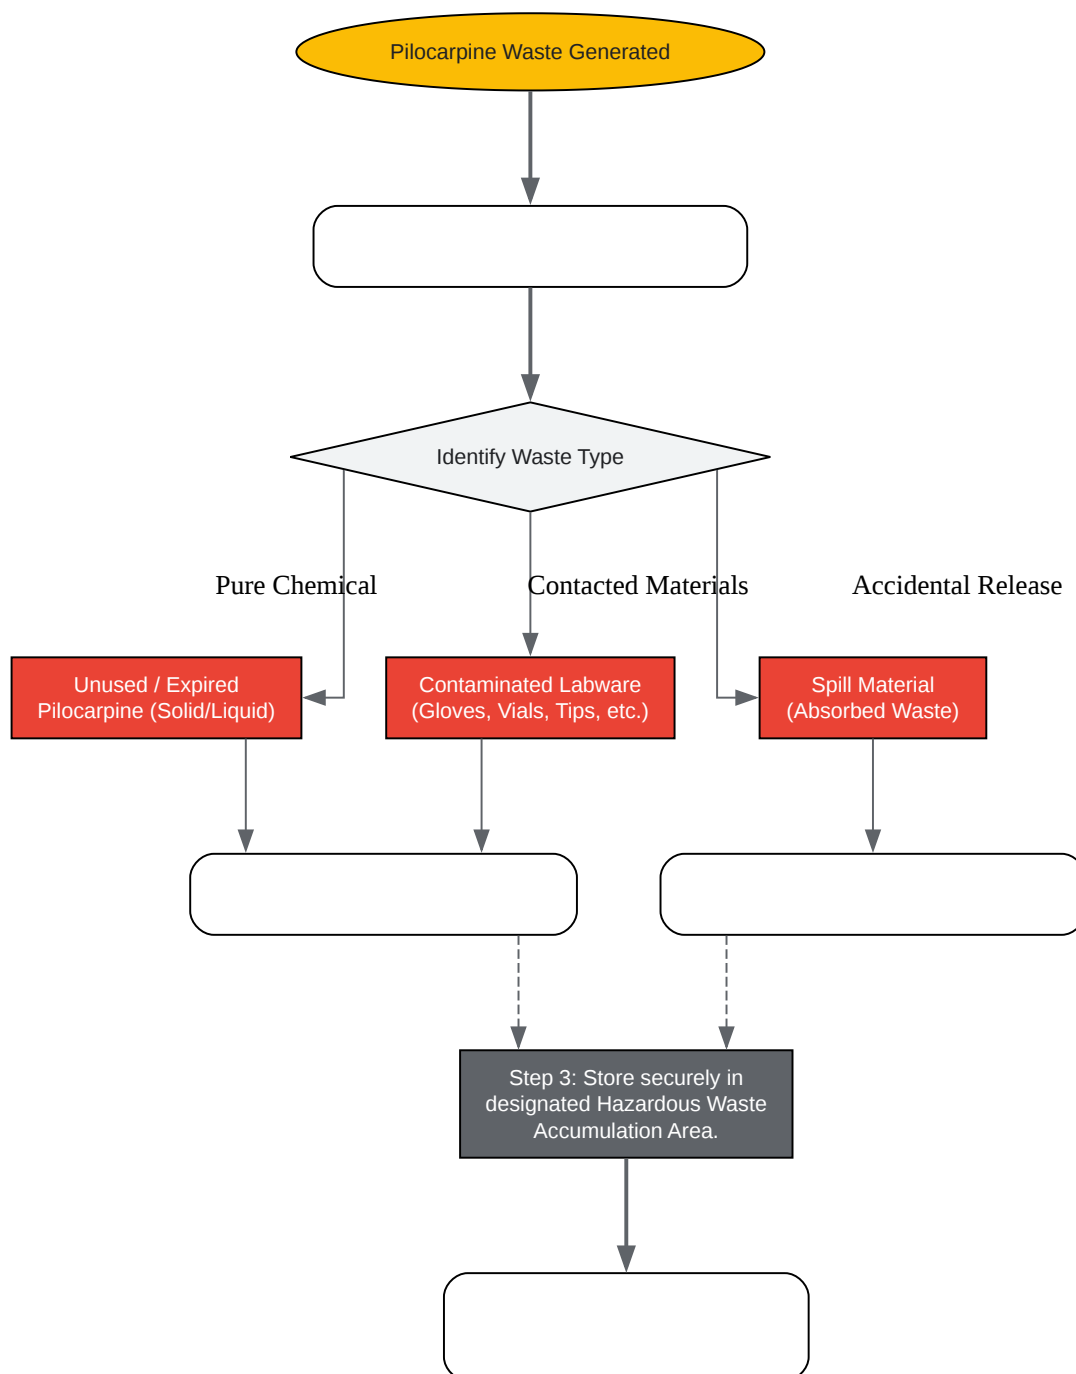 Pilocarpine Waste Generated
Identify Waste Type
Pure Chemical
Contacted Materials
Accidental Release
Unused / Expired
Pilocarpine (Solid/Liquid)
Contaminated Labware
(Gloves, Vials, Tips, etc.)
Spill Material
(Absorbed Waste)
Step 3: Store securely in
designated Hazardous Waste
Accumulation Area.